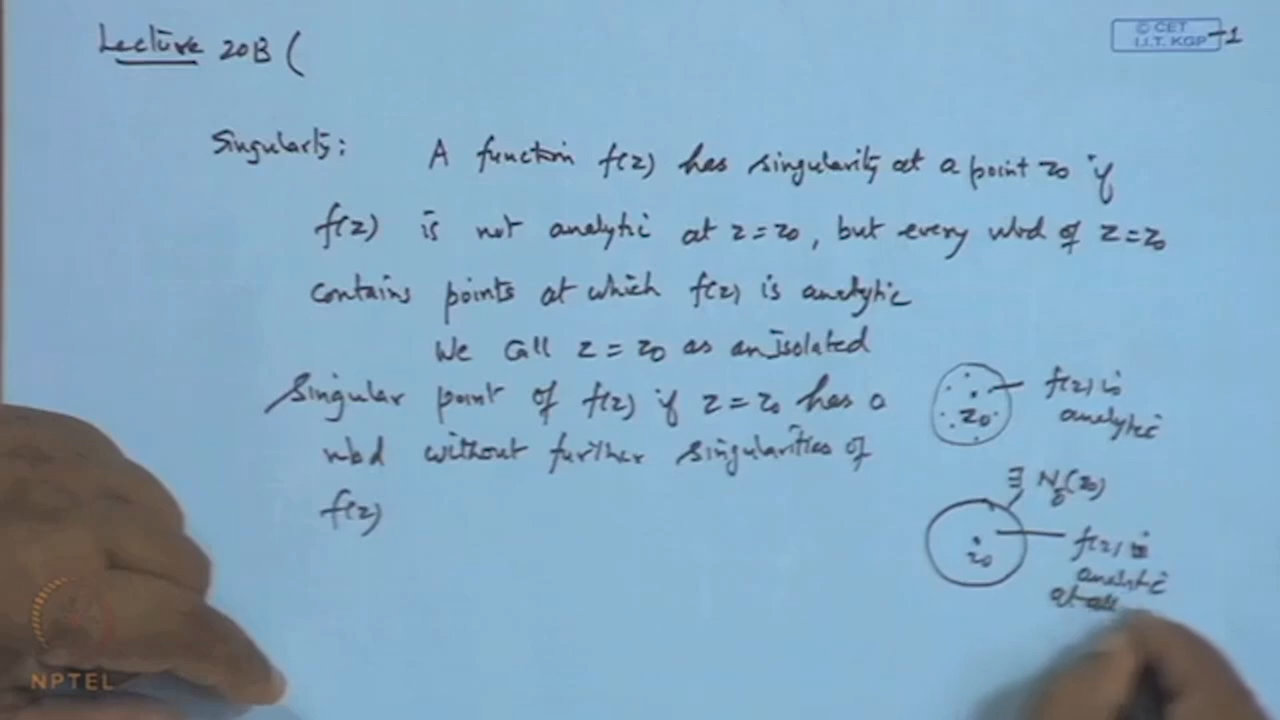 Lecture 20B (
© CET
I.I.T. KGP
-1
Singularity: A function f(z) has singularity at a point z0 if
f(z) is not analytic at z=z0, but every nbd of z=z0
contains points at which f(z) is analytic
We call z = z0 as an isolated
Singular point of f(z) if z=z0 has a
nbd without further singularities of
f(z)
z0
f(z) is
analytic
∃ Nδ(z0)
z0
f(z) is
analytic
at all
NPTEL